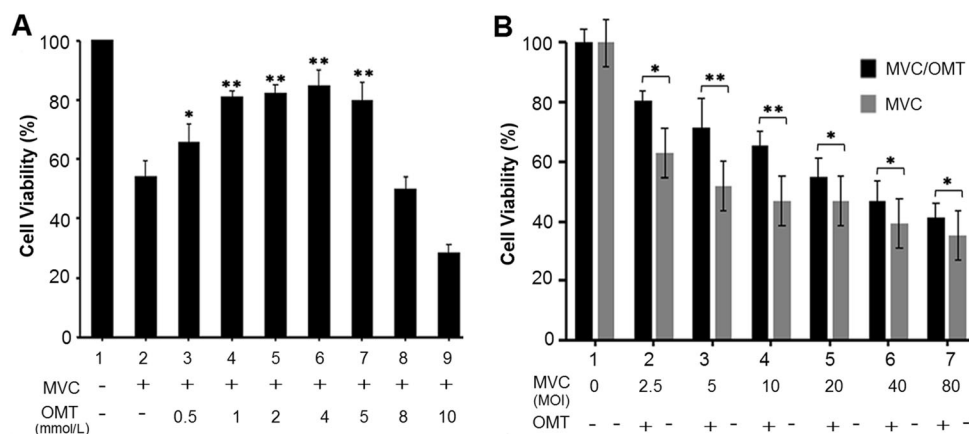 A
Cell Viability (%)
100
80
60
40
20
0
* ** ** ** **
1 2 3 4 5 6 7 8 9
MVC - + + + + + + + +
OMT - - 0.5 1 2 4 5 8 10
(mmol/L)
B
Cell Viability (%)
100
80
60
40
20
0
MVC/OMT
MVC
* ** ** * * *
1 2 3 4 5 6 7
MVC 0 2.5 5 10 20 40 80
(MOI)
OMT - - + - + - + - + - + - + -